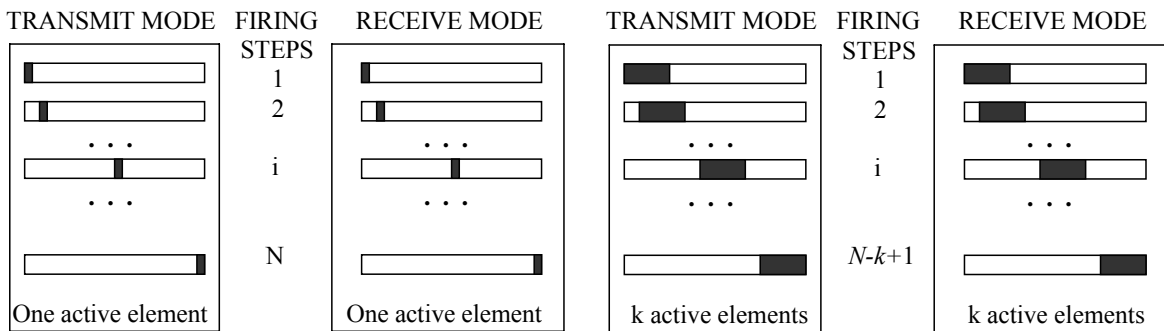 TRANSMIT MODE FIRING STEPS RECEIVE MODE
1
2
. . . . . .
i
. . . . . .
N
One active element One active element
TRANSMIT MODE FIRING STEPS RECEIVE MODE
1
2
. . . . . .
i
. . . . . .
N-k+1
k active elements k active elements